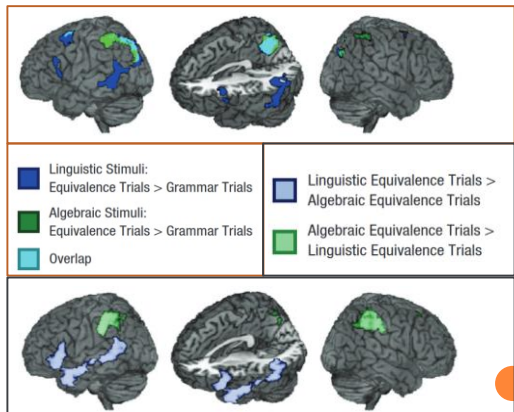 Linguistic Stimuli:
Equivalence Trials > Grammar Trials
Algebraic Stimuli:
Equivalence Trials > Grammar Trials
Overlap
Linguistic Equivalence Trials >
Algebraic Equivalence Trials
Algebraic Equivalence Trials >
Linguistic Equivalence Trials